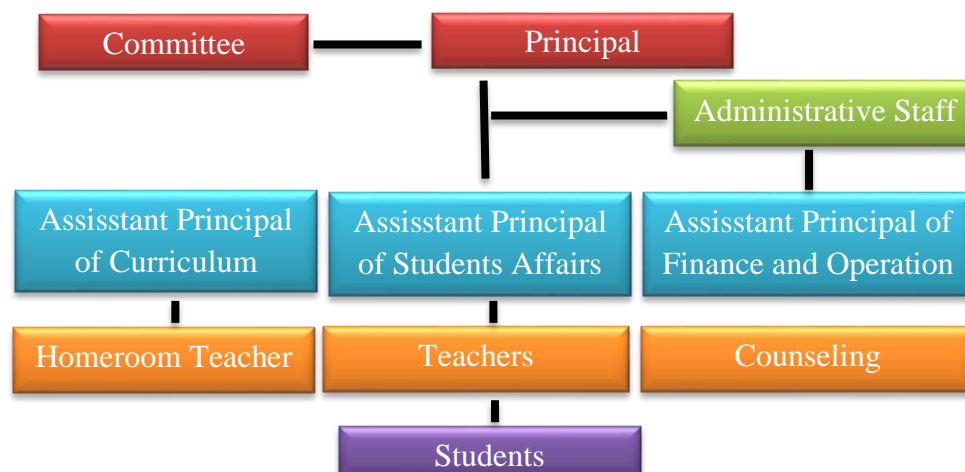 Committee
Principal
Administrative Staff
Assisstant Principal
of Curriculum
Assisstant Principal
of Students Affairs
Assisstant Principal of
Finance and Operation
Homeroom Teacher
Teachers
Counseling
Students